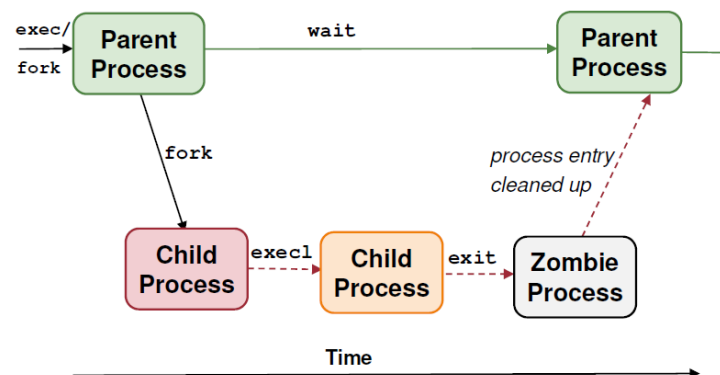 exec/
fork
Parent
Process
wait
Parent
Process
fork
process entry
cleaned up
Child
Process
execl
Child
Process
exit
Zombie
Process
Time